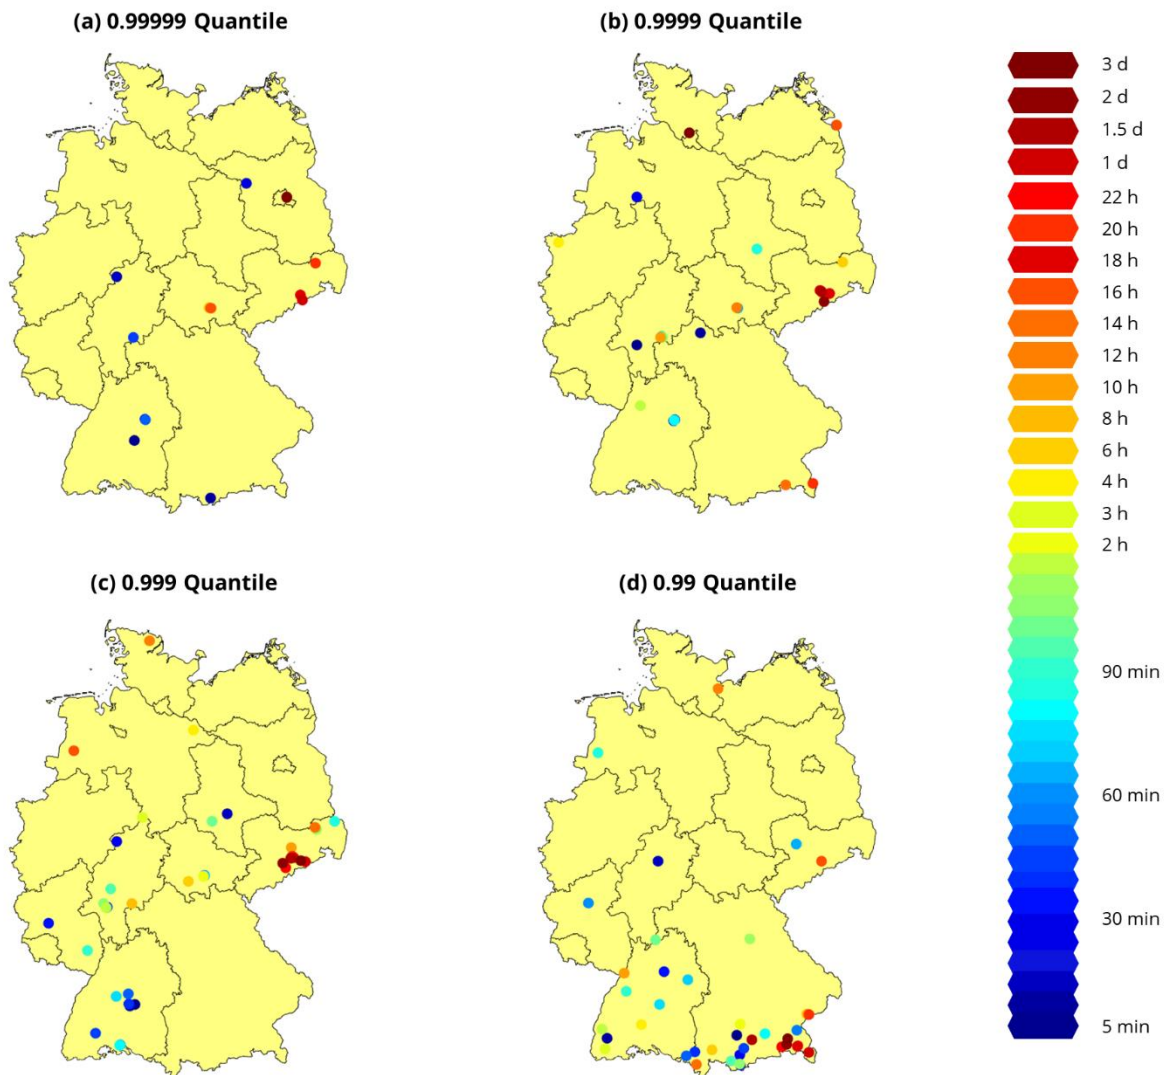 (a) 0.99999 Quantile
(b) 0.9999 Quantile
3 d
2 d
1.5 d
1 d
22 h
20 h
18 h
16 h
14 h
12 h
10 h
8 h
6 h
4 h
3 h
2 h
90 min
60 min
30 min
5 min
(c) 0.999 Quantile
(d) 0.99 Quantile